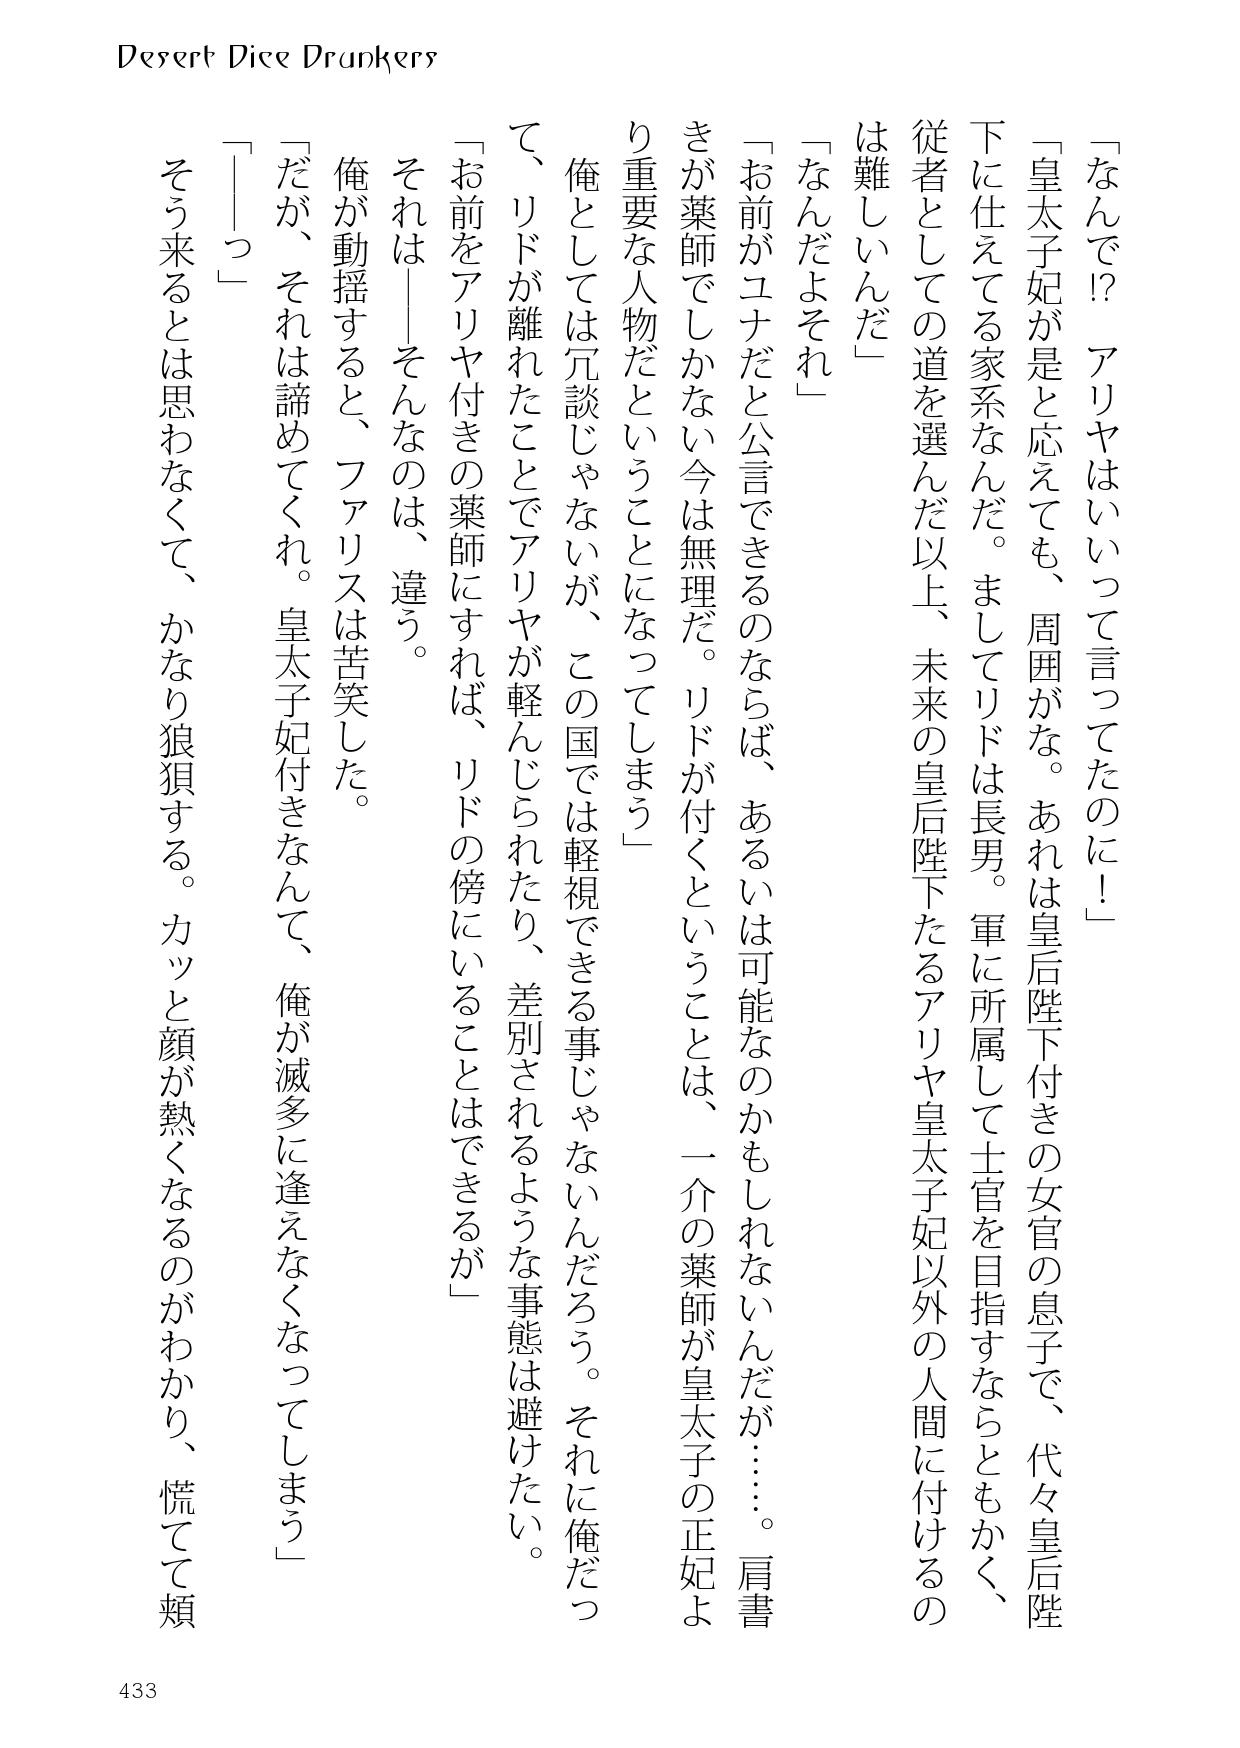 Desert Dice Drunkers
「なんで!?　アリヤはいいって言ってたのに！」
「皇太子妃が是と応えても、周囲がな。あれは皇后陛下付きの女官の息子で、代々皇后陛
下に仕えてる家系なんだ。ましてリドは長男。軍に所属して士官を目指すならともかく、
従者としての道を選んだ以上、未来の皇后陛下たるアリヤ皇太子妃以外の人間に付けるの
は難しいんだ」
「なんだよそれ」
「お前がユナだと公言できるのならば、あるいは可能なのかもしれないんだが……。肩書
きが薬師でしかない今は無理だ。リドが付くということは、一介の薬師が皇太子の正妃よ
り重要な人物だということになってしまう」
　俺としては冗談じゃないが、この国では軽視できる事じゃないんだろう。それに俺だっ
て、リドが離れたことでアリヤが軽んじられたり、差別されるような事態は避けたい。
「お前をアリヤ付きの薬師にすれば、リドの傍にいることはできるが」
　それは――そんなのは、違う。
　俺が動揺すると、ファリスは苦笑した。
「だが、それは諦めてくれ。皇太子妃付きなんて、俺が滅多に逢えなくなってしまう」
「――っ」
　そう来るとは思わなくて、かなり狼狽する。カッと顔が熱くなるのがわかり、慌てて頬
433